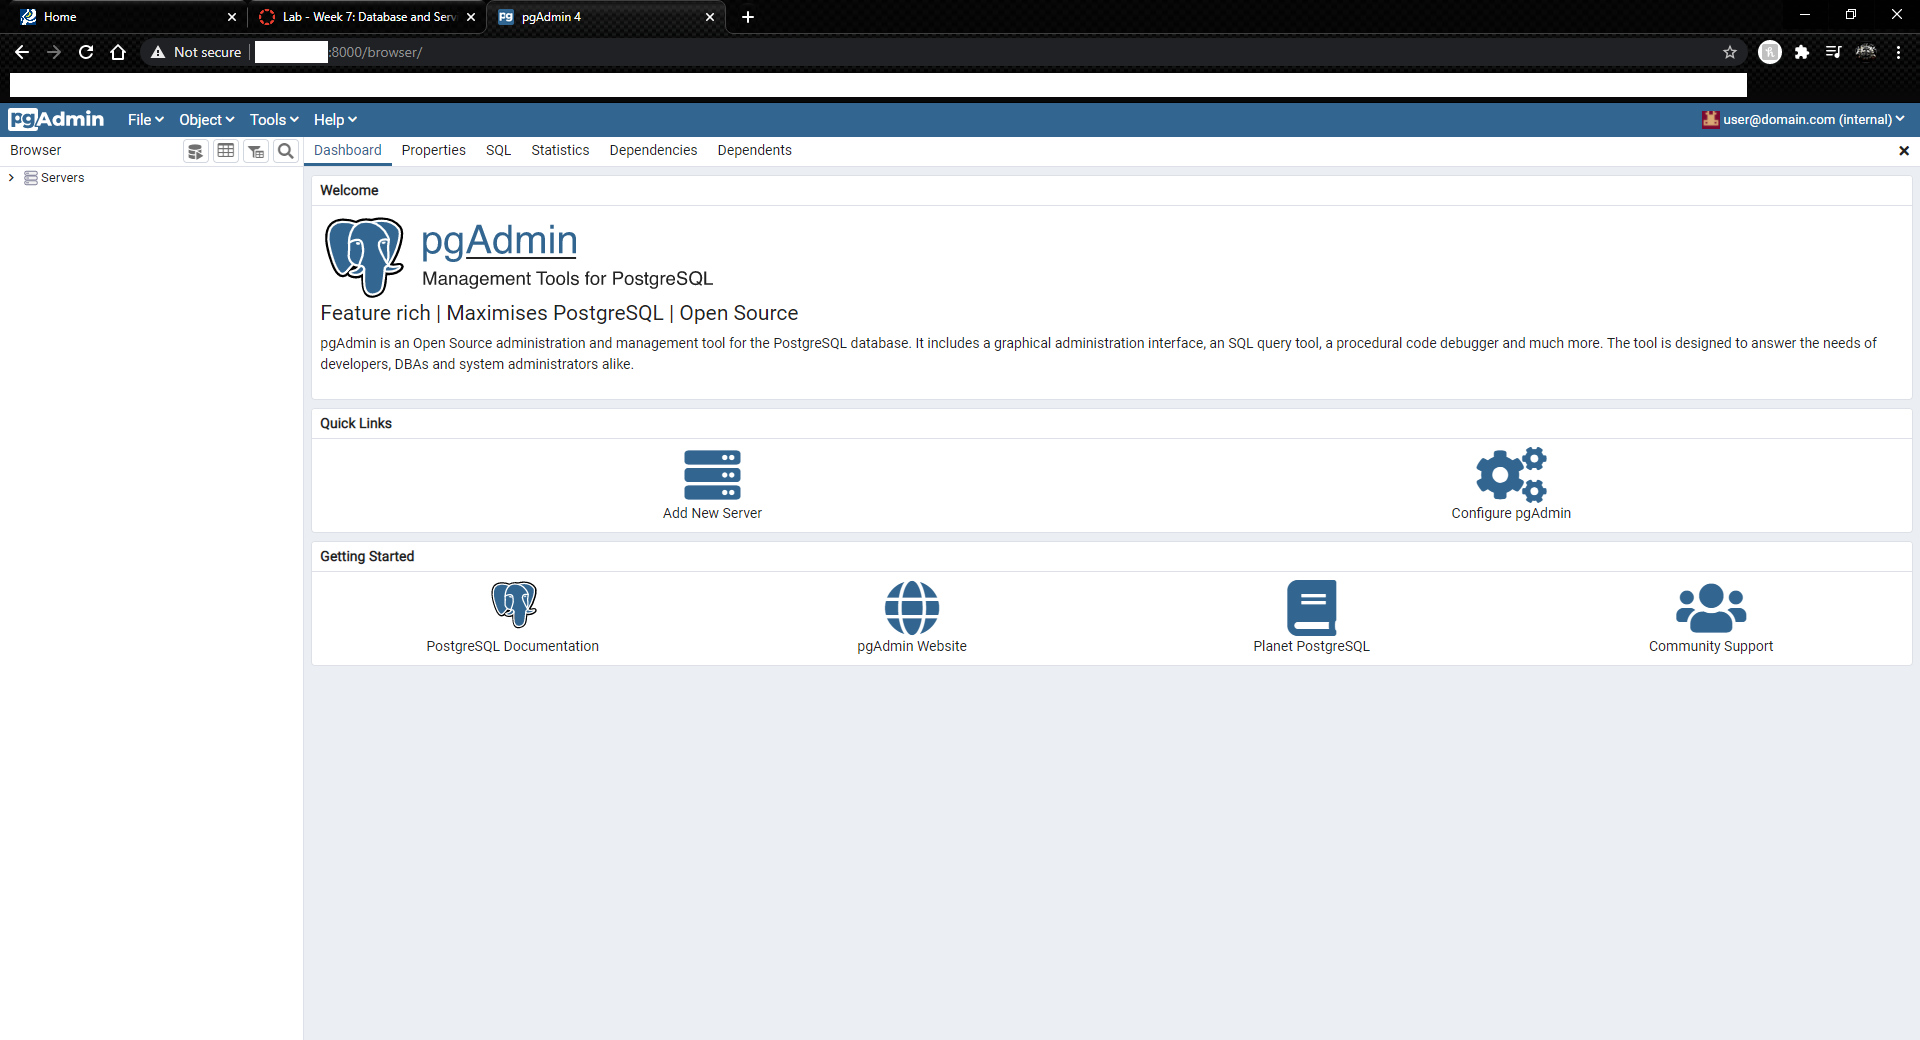 Home
Lab - Week 7: Database and Serv
pg pgAdmin 4
Not secure :8000/browser/
pgAdmin File Object Tools Help user@domain.com (internal)
Browser Dashboard Properties SQL Statistics Dependencies Dependents
Servers
Welcome
pgAdmin
Management Tools for PostgreSQL
Feature rich | Maximises PostgreSQL | Open Source
pgAdmin is an Open Source administration and management tool for the PostgreSQL database. It includes a graphical administration interface, an SQL query tool, a procedural code debugger and much more. The tool is designed to answer the needs of
developers, DBAs and system administrators alike.
Quick Links
Add New Server Configure pgAdmin
Getting Started
PostgreSQL Documentation pgAdmin Website Planet PostgreSQL Community Support